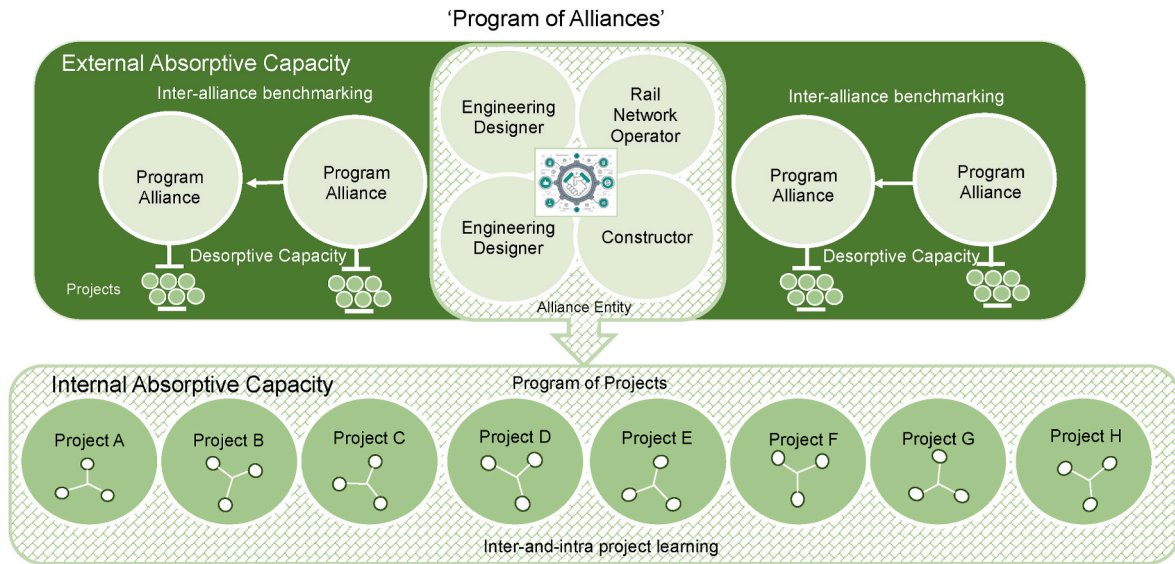 ‘Program of Alliances’
External Absorptive Capacity
Inter-alliance benchmarking
Program
Alliance
Program
Alliance
Desorptive Capacity
Projects
Engineering
Designer
Rail
Network
Operator
Engineering
Designer
Constructor
Alliance Entity
Inter-alliance benchmarking
Program
Alliance
Program
Alliance
Desorptive Capacity
Internal Absorptive Capacity
Program of Projects
Project A
Project B
Project C
Project D
Project E
Project F
Project G
Project H
Inter-and-intra project learning